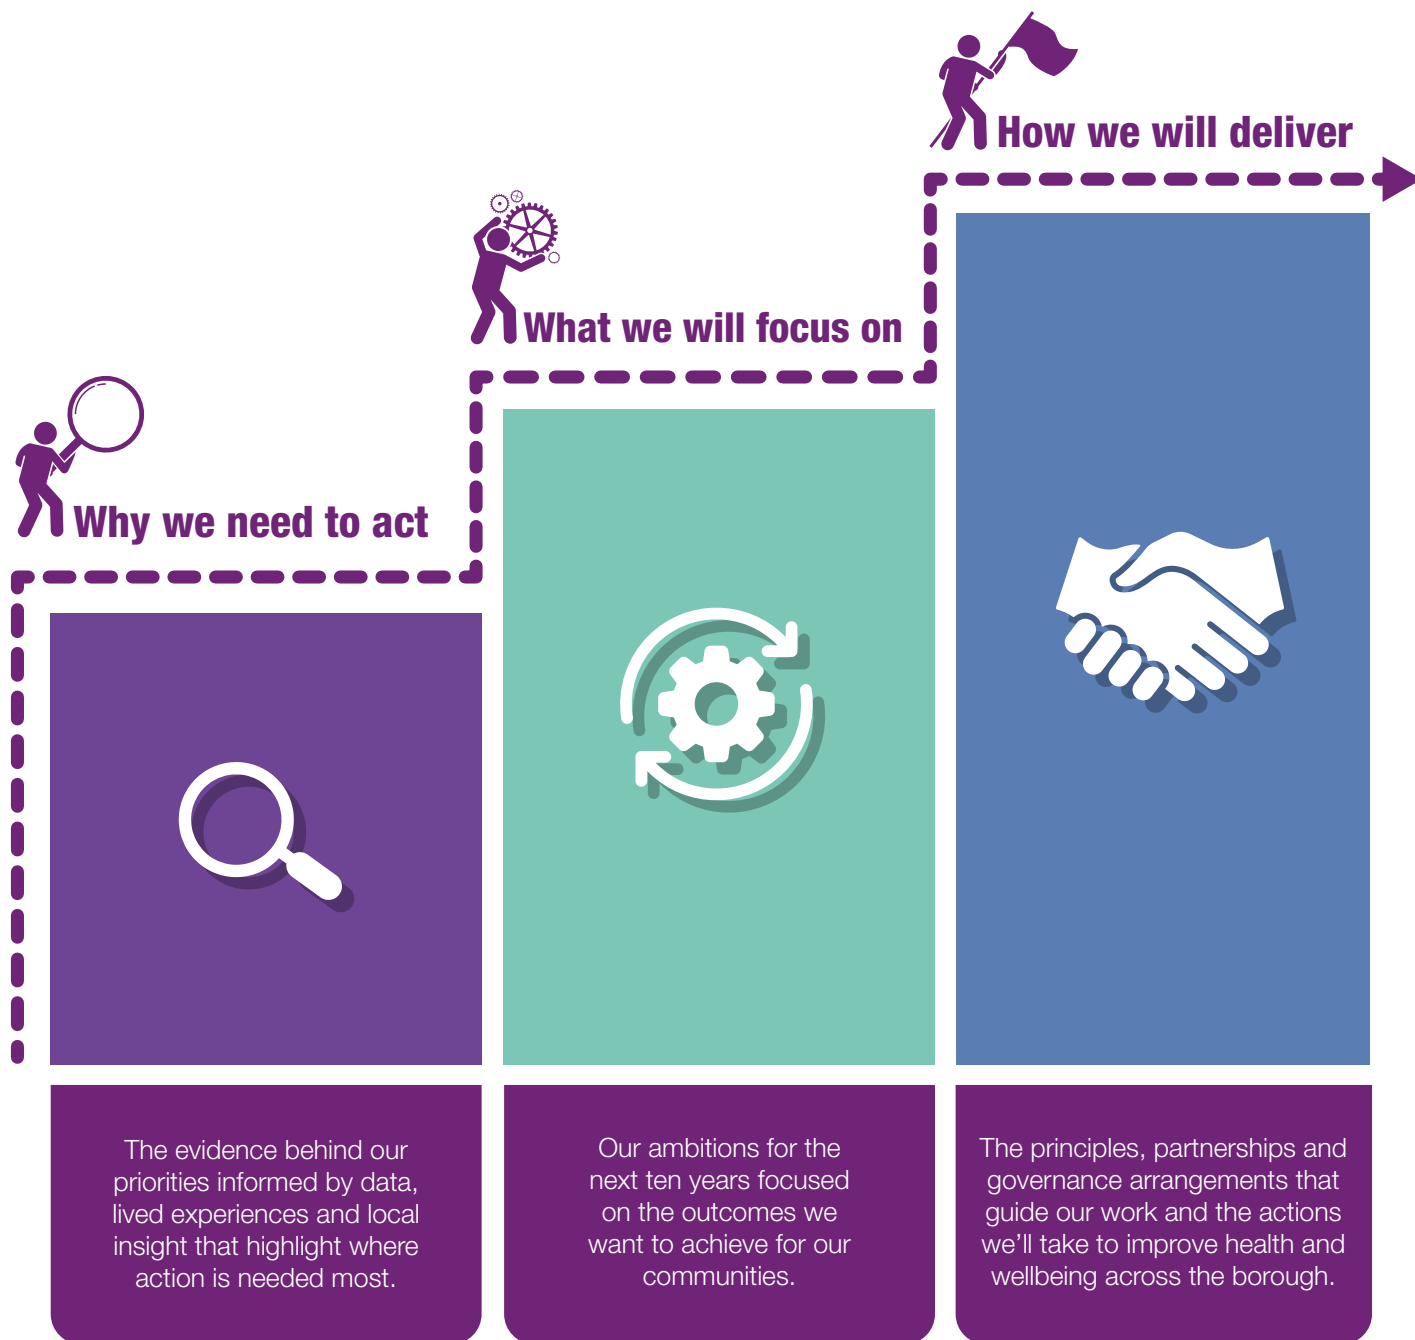 How we will deliver
What we will focus on
Why we need to act
The evidence behind our
priorities informed by data,
lived experiences and local
insight that highlight where
action is needed most.
Our ambitions for the
next ten years focused
on the outcomes we
want to achieve for our
communities.
The principles, partnerships and
governance arrangements that
guide our work and the actions
we’ll take to improve health and
wellbeing across the borough.